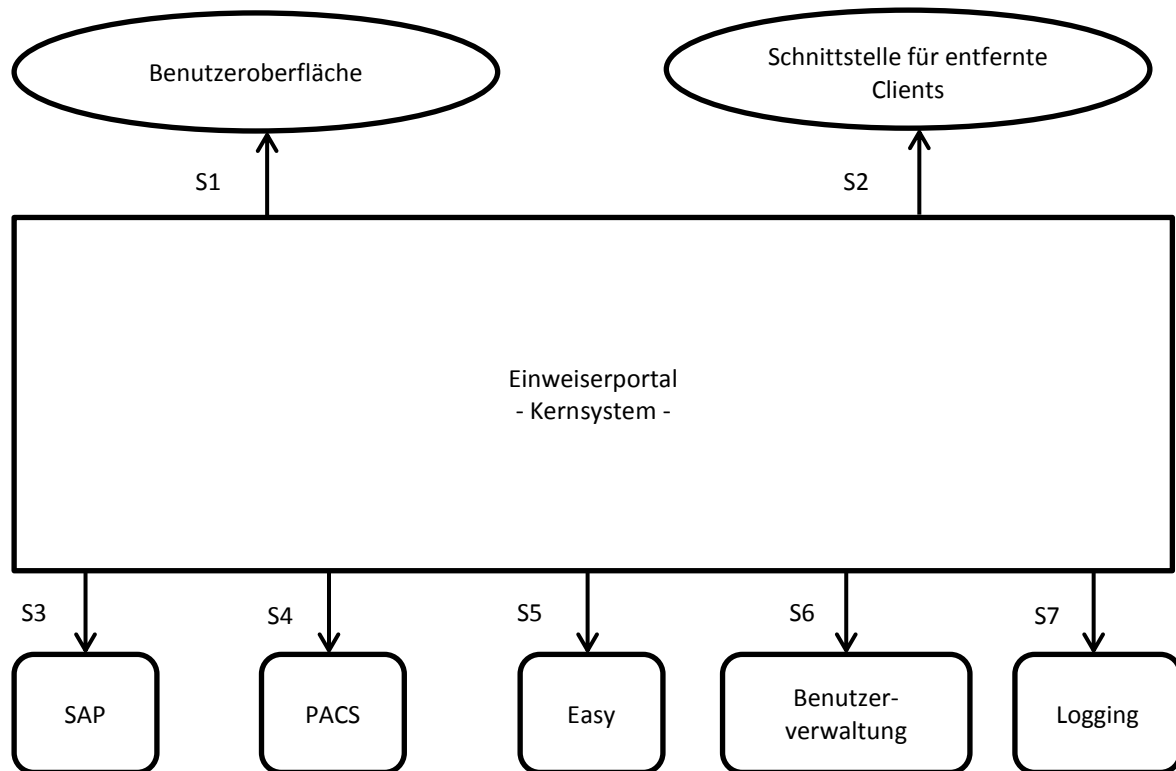 Benutzeroberfläche
Schnittstelle für entfernte
Clients
S1
S2
Einweiserportal
- Kernsystem -
S3
S4
S5
S6
S7
SAP
PACS
Easy
Benutzer-
verwaltung
Logging